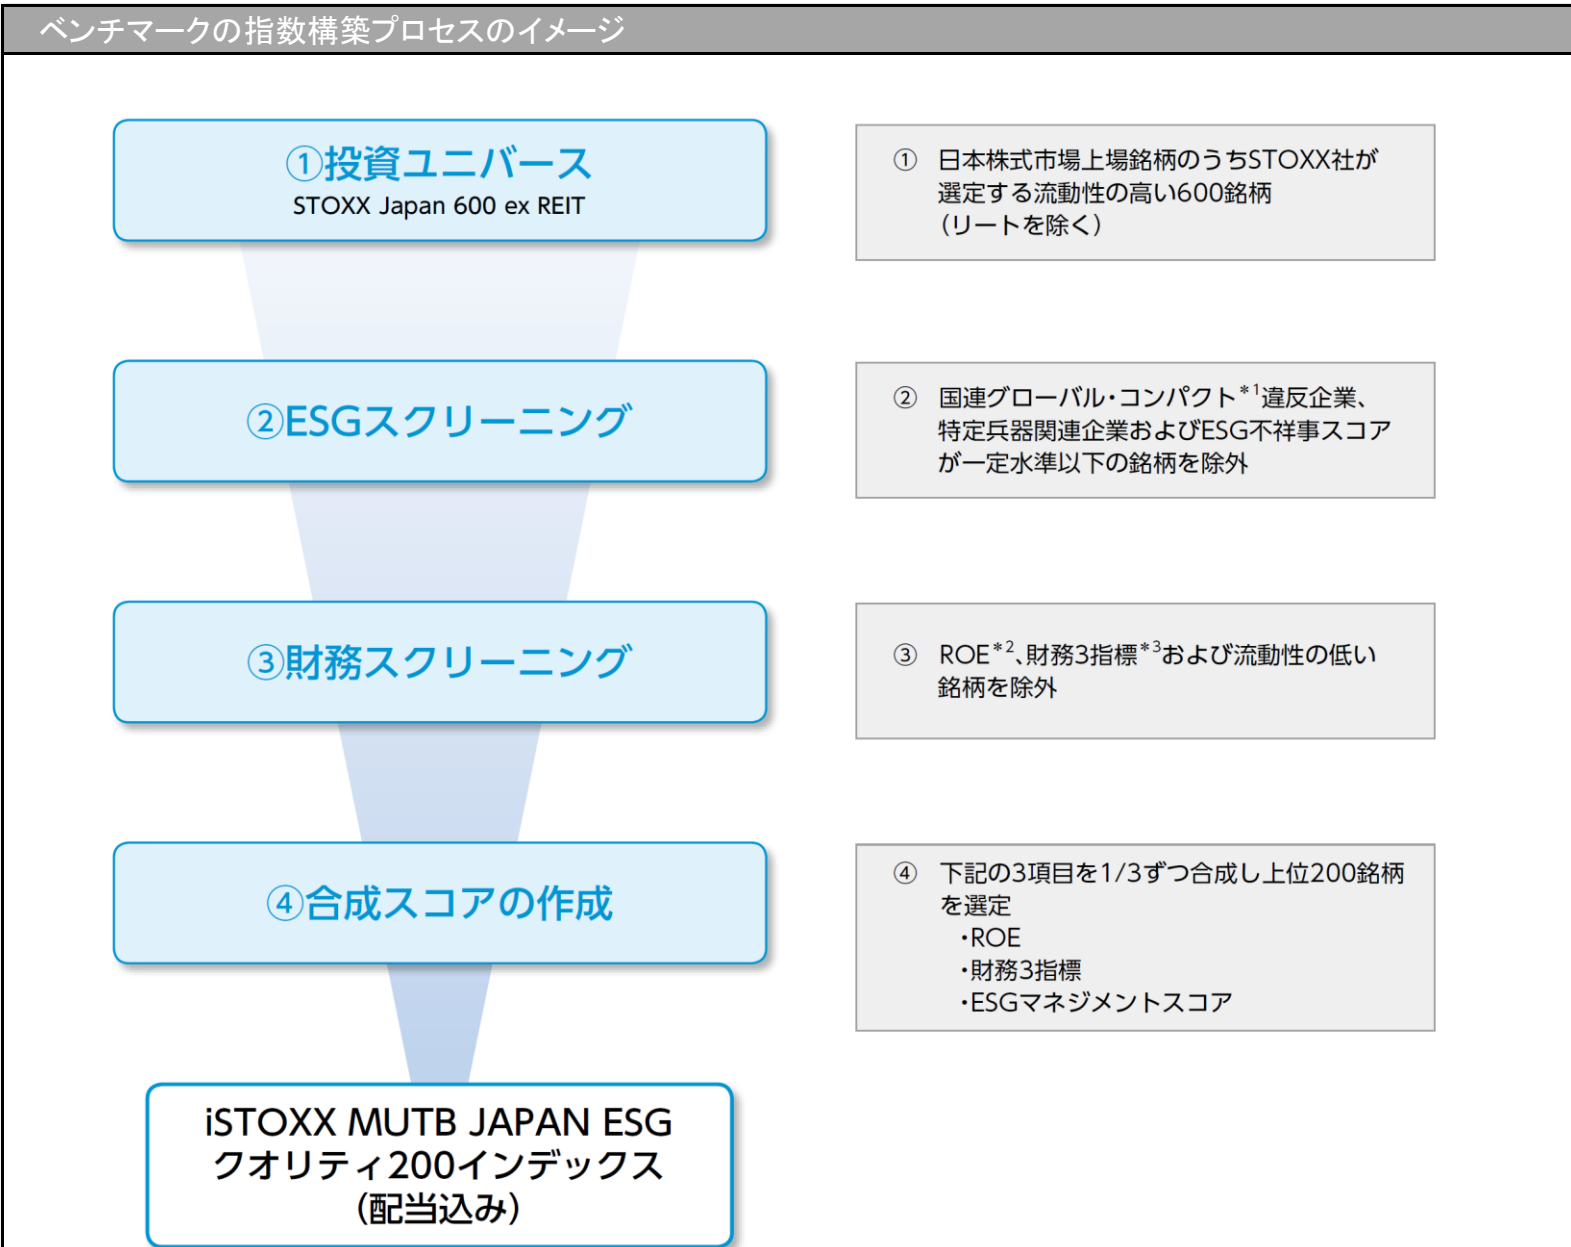 ベンチマークの指数構築プロセスのイメージ
①投資ユニバース
STOXX Japan 600 ex REIT
① 日本株式市場上場銘柄のうちSTOXX社が
選定する流動性の高い600銘柄
（リートを除く）
②ESGスクリーニング
② 国連グローバル・コンパクト*1違反企業、
特定兵器関連企業およびESG不祥事スコア
が一定水準以下の銘柄を除外
③財務スクリーニング
③ ROE*2、財務3指標*3および流動性の低い
銘柄を除外
④合成スコアの作成
④ 下記の3項目を1/3ずつ合成し上位200銘柄
を選定
・ROE
・財務3指標
・ESGマネジメントスコア
iSTOXX MUTB JAPAN ESG
クオリティ200インデックス
(配当込み)